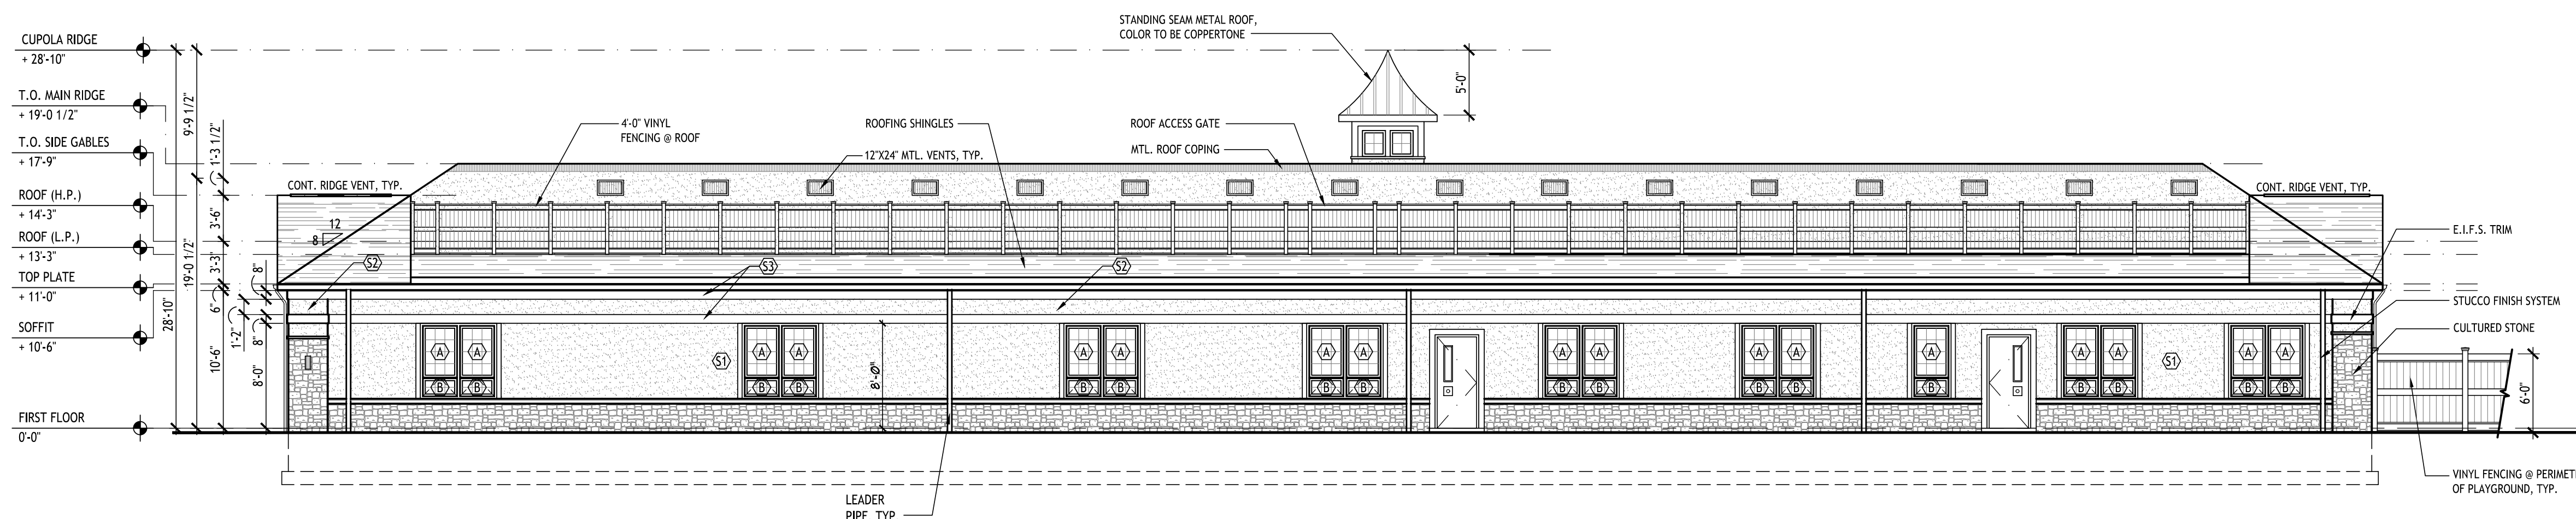 STANDING SEAM METAL ROOF,
COLOR TO BE COPPERTONE
CUPOLA RIDGE
+ 28'-10"
T.O. MAIN RIDGE
+ 19'-0 1/2"
T.O. SIDE GABLES
+ 17'-9"
ROOF (H.P.)
+ 14'-3"
ROOF (L.P.)
+ 13'-3"
TOP PLATE
+ 11'-0"
SOFFIT
+ 10'-6"
FIRST FLOOR
0'-0"
28'-10"
9'-9 1/2"
19'-0 1/2"
1'-3 1/2"
3'-6"
3'-3"
6"
10'-6"
1'-2"
8"
8"
8'-0"
CONT. RIDGE VENT, TYP.
12
8
4'-0" VINYL
FENCING @ ROOF
12"X24" MTL. VENTS, TYP.
ROOFING SHINGLES
ROOF ACCESS GATE
MTL. ROOF COPING
5'-0"
CONT. RIDGE VENT, TYP.
S2
S3
S2
E.I.F.S. TRIM
STUCCO FINISH SYSTEM
CULTURED STONE
A A
S1
A A
A A
A A
A A
A A
A
A A
S1
A A
B B
B B
B B
B B
B B
B B
B
B B
B B
8'-0"
6'-0"
VINYL FENCING @ PERIMET
OF PLAYGROUND, TYP.
LEADER
PIPE, TYP